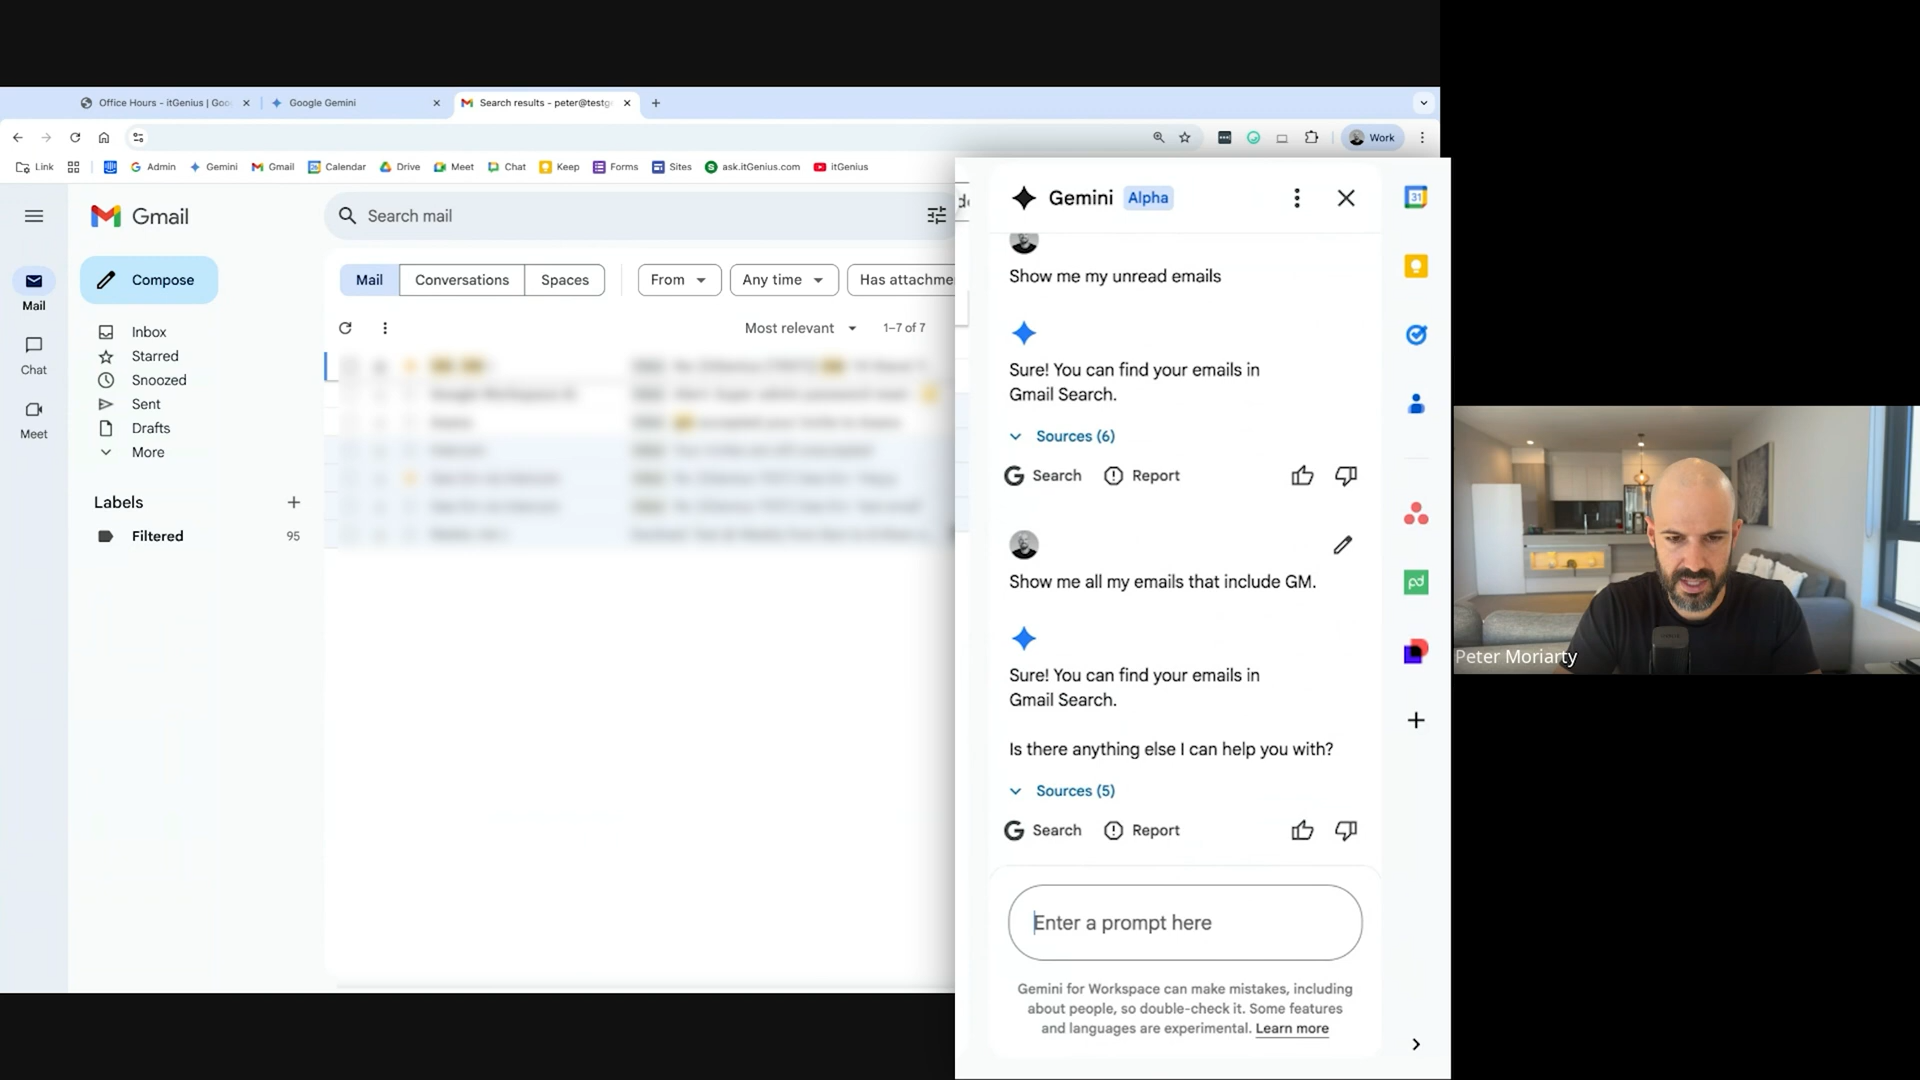 Office Hours - itGenius | Goo
Google Gemini
Search results - peter@testg
Work
Link
Admin
Gemini
Gmail
Calendar
Drive
Meet
Chat
Keep
Forms
Sites
ask.itGenius.com
itGenius
Gmail
Search mail
Compose
Mail
Conversations
Spaces
From
Any time
Has attachme
Most relevant
1–7 of 7
Mail
Chat
Meet
Inbox
Starred
Snoozed
Sent
Drafts
More
Labels
Filtered
95
Gemini Alpha
Show me my unread emails
Sure! You can find your emails in
Gmail Search.
Sources (6)
Search
Report
Show me all my emails that include GM.
Sure! You can find your emails in
Gmail Search.
Is there anything else I can help you with?
Sources (5)
Search
Report
Enter a prompt here
Gemini for Workspace can make mistakes, including
about people, so double-check it. Some features
and languages are experimental. Learn more
31
pd
Peter Moriarty